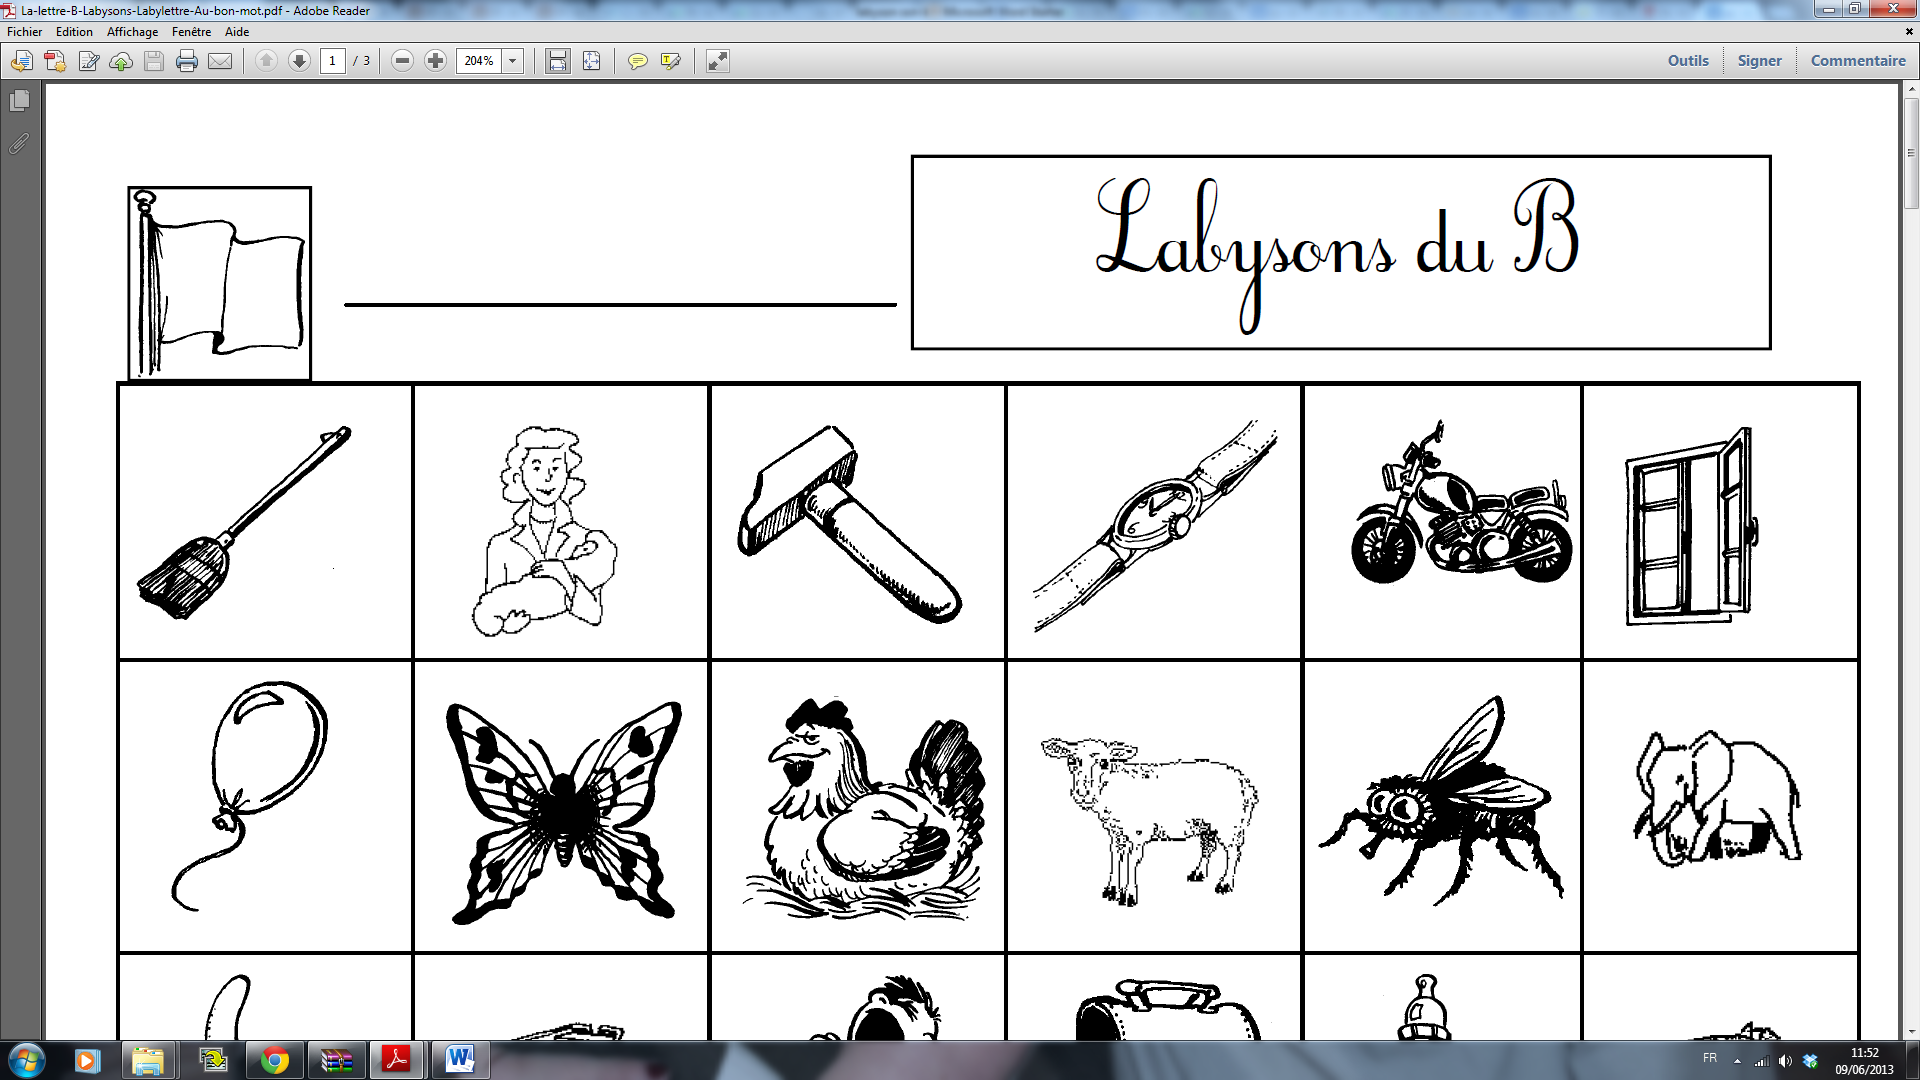 La-lettre-B-Labysons-Labylettre-Au-bon-mot.pdf - Adobe Reader
Fichier Edition Affichage Fenêtre Aide
1 / 3 204% Outils Signer Commentaire
Labysons du B
FR
11:52
09/06/2013